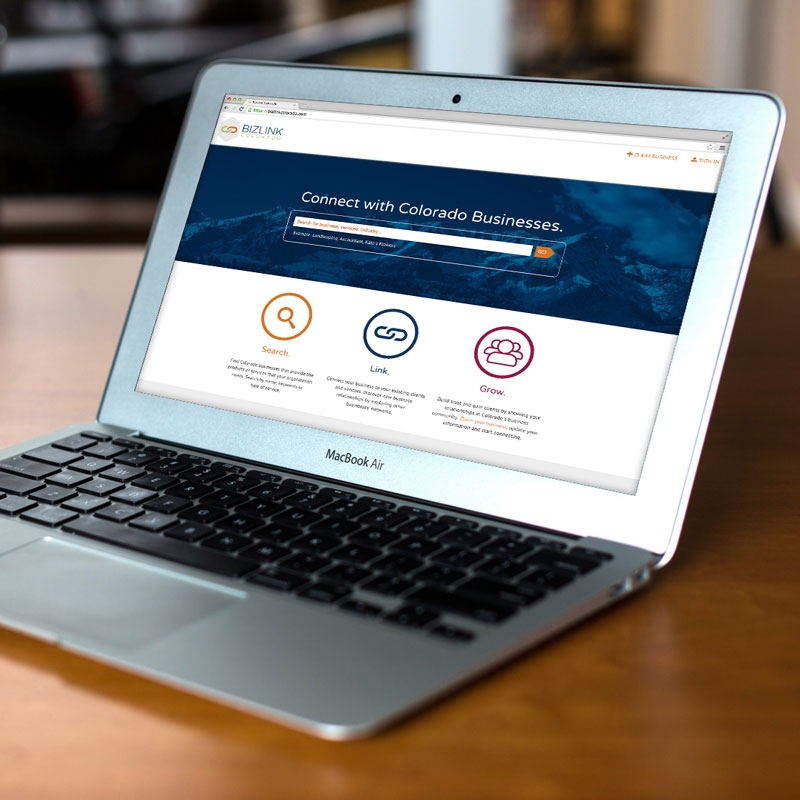 BIZLINK
COLORADO
CLAIM BUSINESS
SIGN IN
Connect with Colorado Businesses.
Search for business, services, industry...
Example: Landscaping, Accountant, Kate's Flowers
GO
Search.
Find Colorado businesses that provide the
products or services that your organization
needs. Search by name, keywords or
type of service.
Link.
Connect your business to your existing clients
and vendors. Discover new business
relationships by exploring other
businesses' networks.
Grow.
Build trust and gain clients by showing your
relationships in Colorado's business
community. Claim your business, update your
information and start connecting.
MacBook Air